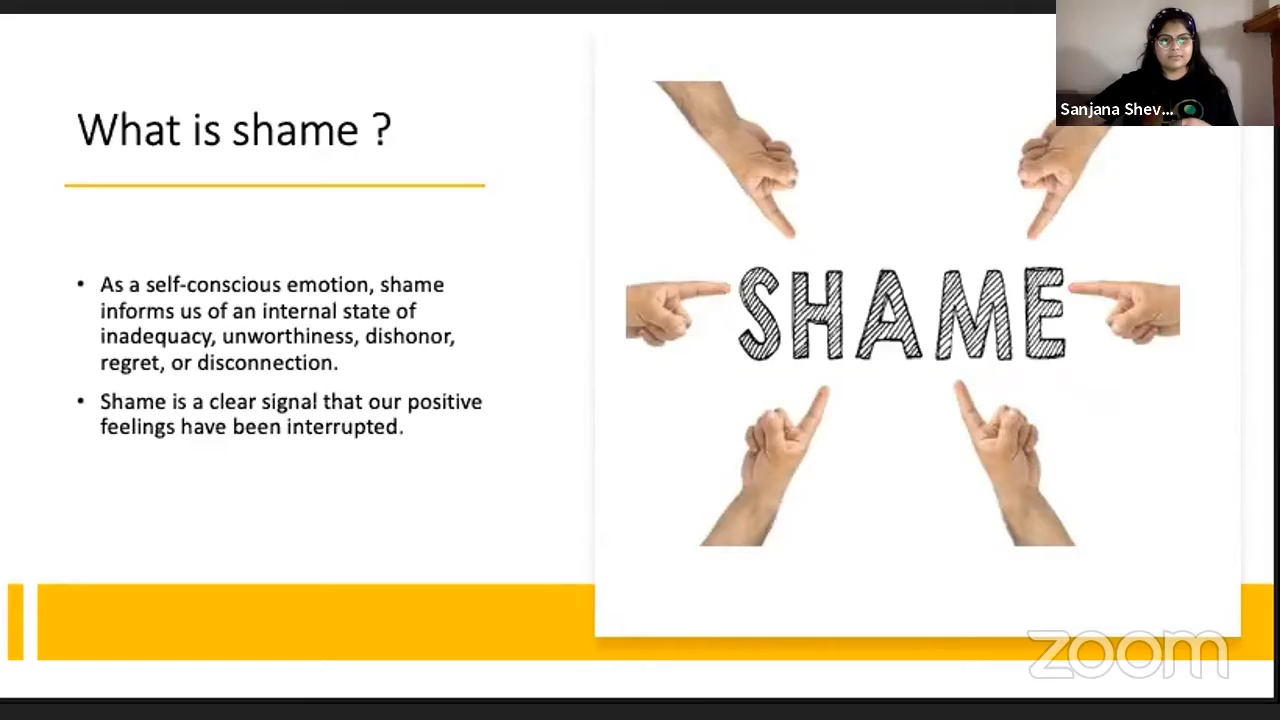 What is shame ?
• As a self-conscious emotion, shame
informs us of an internal state of
inadequacy, unworthiness, dishonor,
regret, or disconnection.
• Shame is a clear signal that our positive
feelings have been interrupted.
SHAME
Sanjana Shev...
zoom